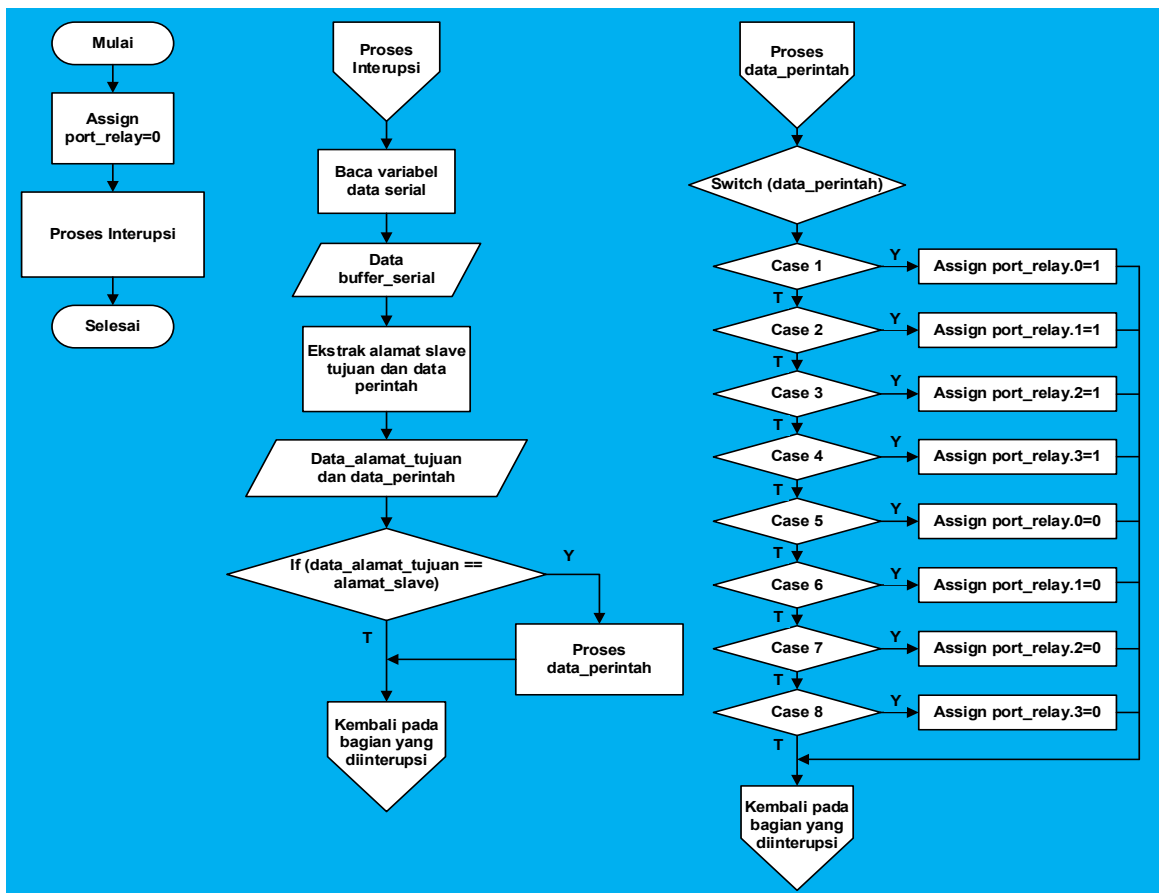 Mulai
Assign
port_relay=0
Proses Interupsi
Selesai
Proses
Interupsi
Baca variabel
data serial
Data
buffer_serial
Ekstrak alamat slave
tujuan dan data
perintah
Data_alamat_tujuan
dan data_perintah
If (data_alamat_tujuan ==
alamat_slave)
Y
T
Proses
data_perintah
Kembali pada
bagian yang
diinterupsi
Proses
data_perintah
Switch (data_perintah)
Case 1
Y
Assign port_relay.0=1
T
Case 2
Y
Assign port_relay.1=1
T
Case 3
Y
Assign port_relay.2=1
T
Case 4
Y
Assign port_relay.3=1
T
Case 5
Y
Assign port_relay.0=0
T
Case 6
Y
Assign port_relay.1=0
T
Case 7
Y
Assign port_relay.2=0
T
Case 8
Y
Assign port_relay.3=0
T
Kembali pada
bagian yang
diinterupsi